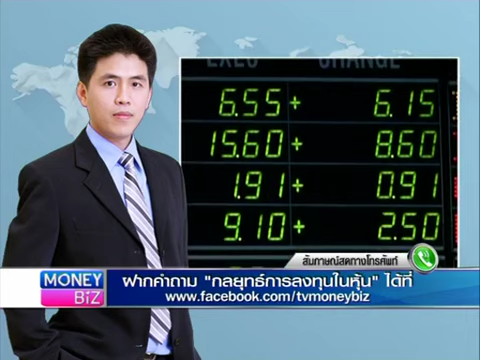 EXEC CHANGE
6.55 + 6.15
15.60 + 8.60
1.91 + 0.91
9.10 + 2.50
สัมภาษณ์สดทางโทรศัพท์
MONEY BiZ
ฝากคำถาม "กลยุทธ์การลงทุนในหุ้น" ได้ที่
www.facebook.com/tvmoneybiz